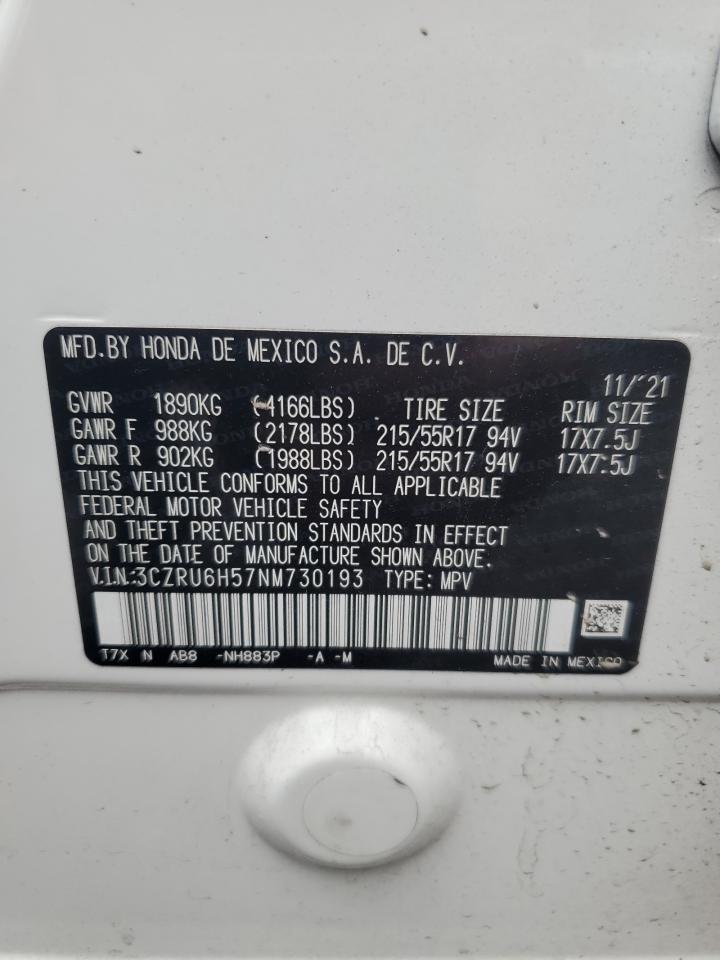 MFD.BY HONDA DE MEXICO S.A. DE C.V.
11/'21
GVWR 1890KG (4166LBS) TIRE SIZE RIM SIZE
GAWR F 988KG (2178LBS) 215/55R17 94V 17X7.5J
GAWR R 902KG (1988LBS) 215/55R17 94V 17X7.5J
THIS VEHICLE CONFORMS TO ALL APPLICABLE
FEDERAL MOTOR VEHICLE SAFETY
AND THEFT PREVENTION STANDARDS IN EFFECT
ON THE DATE OF MANUFACTURE SHOWN ABOVE.
V.I.N:3CZRU6H57NM730193 TYPE: MPV
T7X N AB8 -NH883P -A -M MADE IN MEXICO